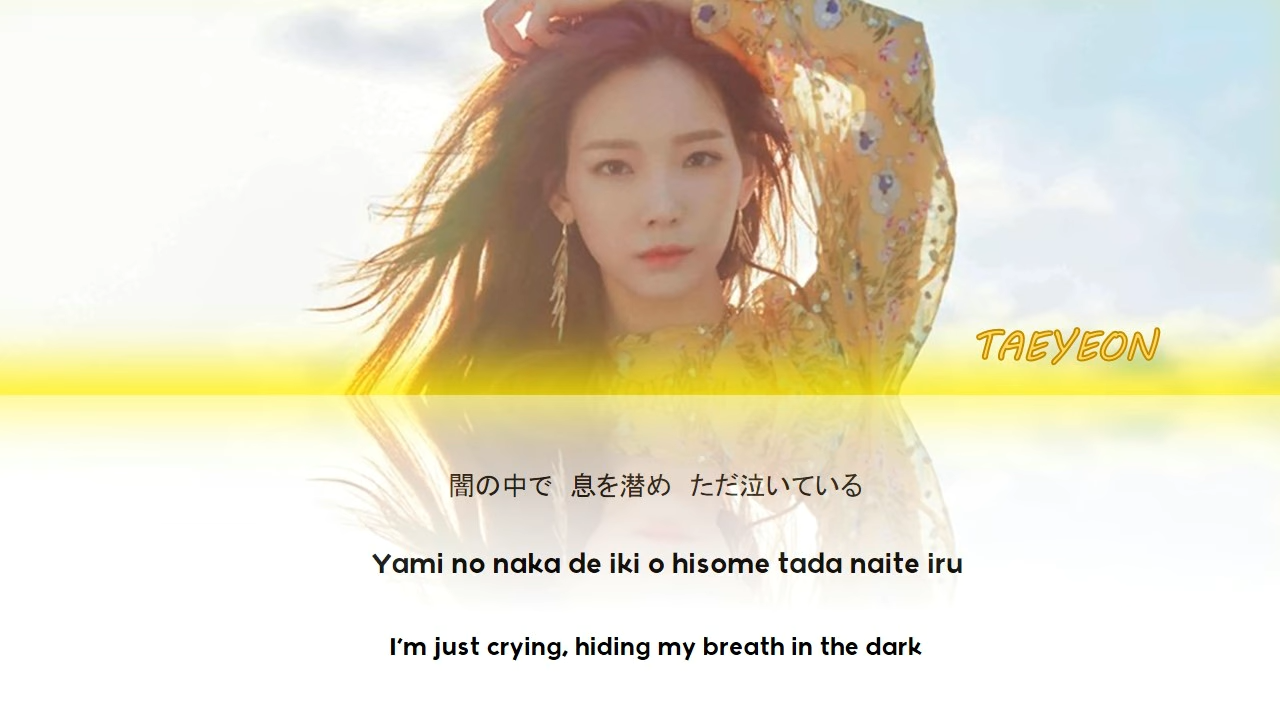 TAEYEON
闇の中で 息を潜め ただ泣いている
Yami no naka de iki o hisome tada naite iru
I'm just crying, hiding my breath in the dark